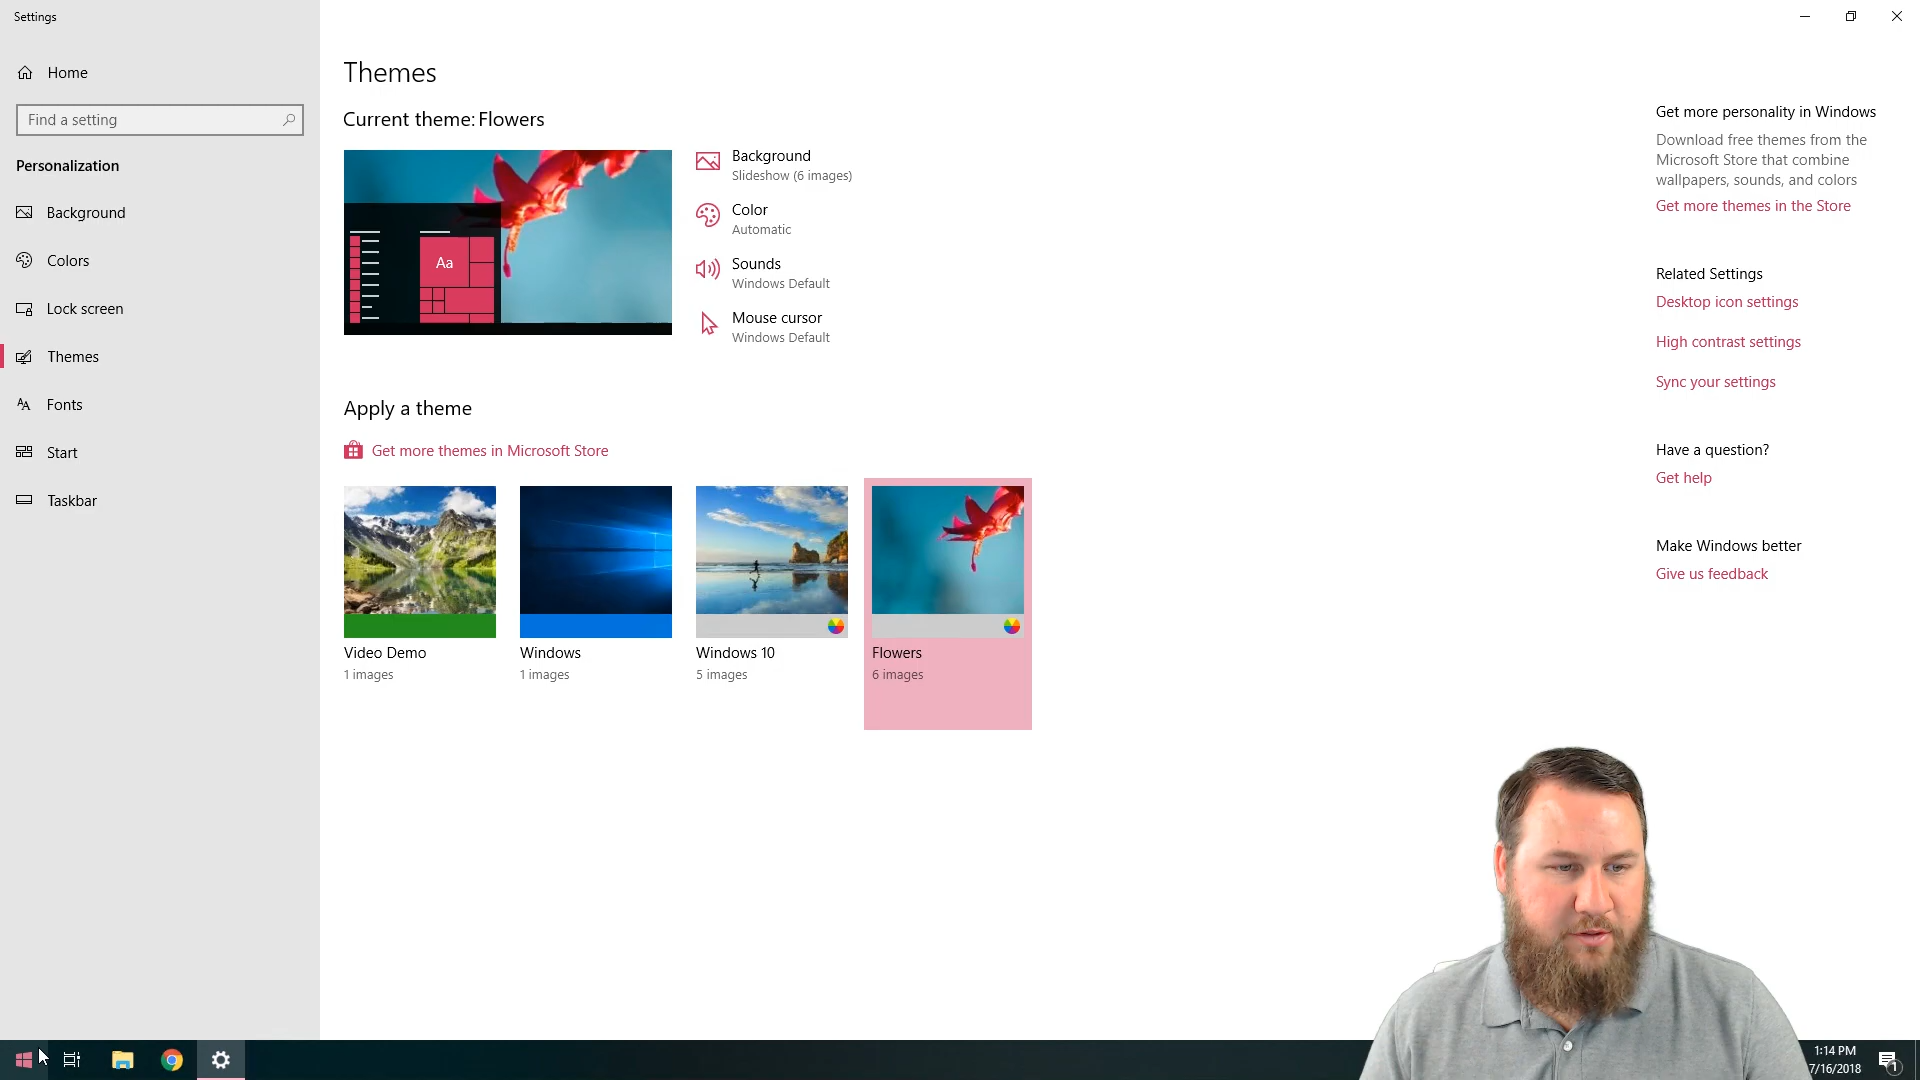 Settings
Home
Find a setting
Personalization
Background
Colors
Lock screen
Themes
Fonts
Start
Taskbar
Themes
Current theme: Flowers
Aa
Background
Slideshow (6 images)
Color
Automatic
Sounds
Windows Default
Mouse cursor
Windows Default
Apply a theme
Get more themes in Microsoft Store
Video Demo
1 images
Windows
1 images
Windows 10
5 images
Flowers
6 images
Get more personality in Windows
Download free themes from the
Microsoft Store that combine
wallpapers, sounds, and colors
Get more themes in the Store
Related Settings
Desktop icon settings
High contrast settings
Sync your settings
Have a question?
Get help
Make Windows better
Give us feedback
1:14 PM
7/16/2018
1